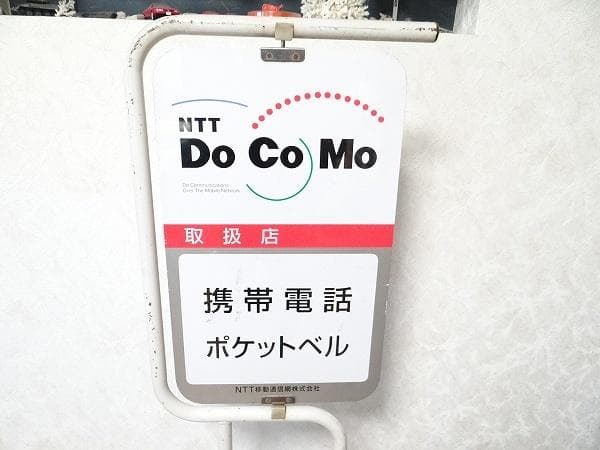 NTT
Do Co Mo
Do Communications
Over The Mobile Network
取扱店
携帯電話
ポケットベル
NTT移動通信網株式会社